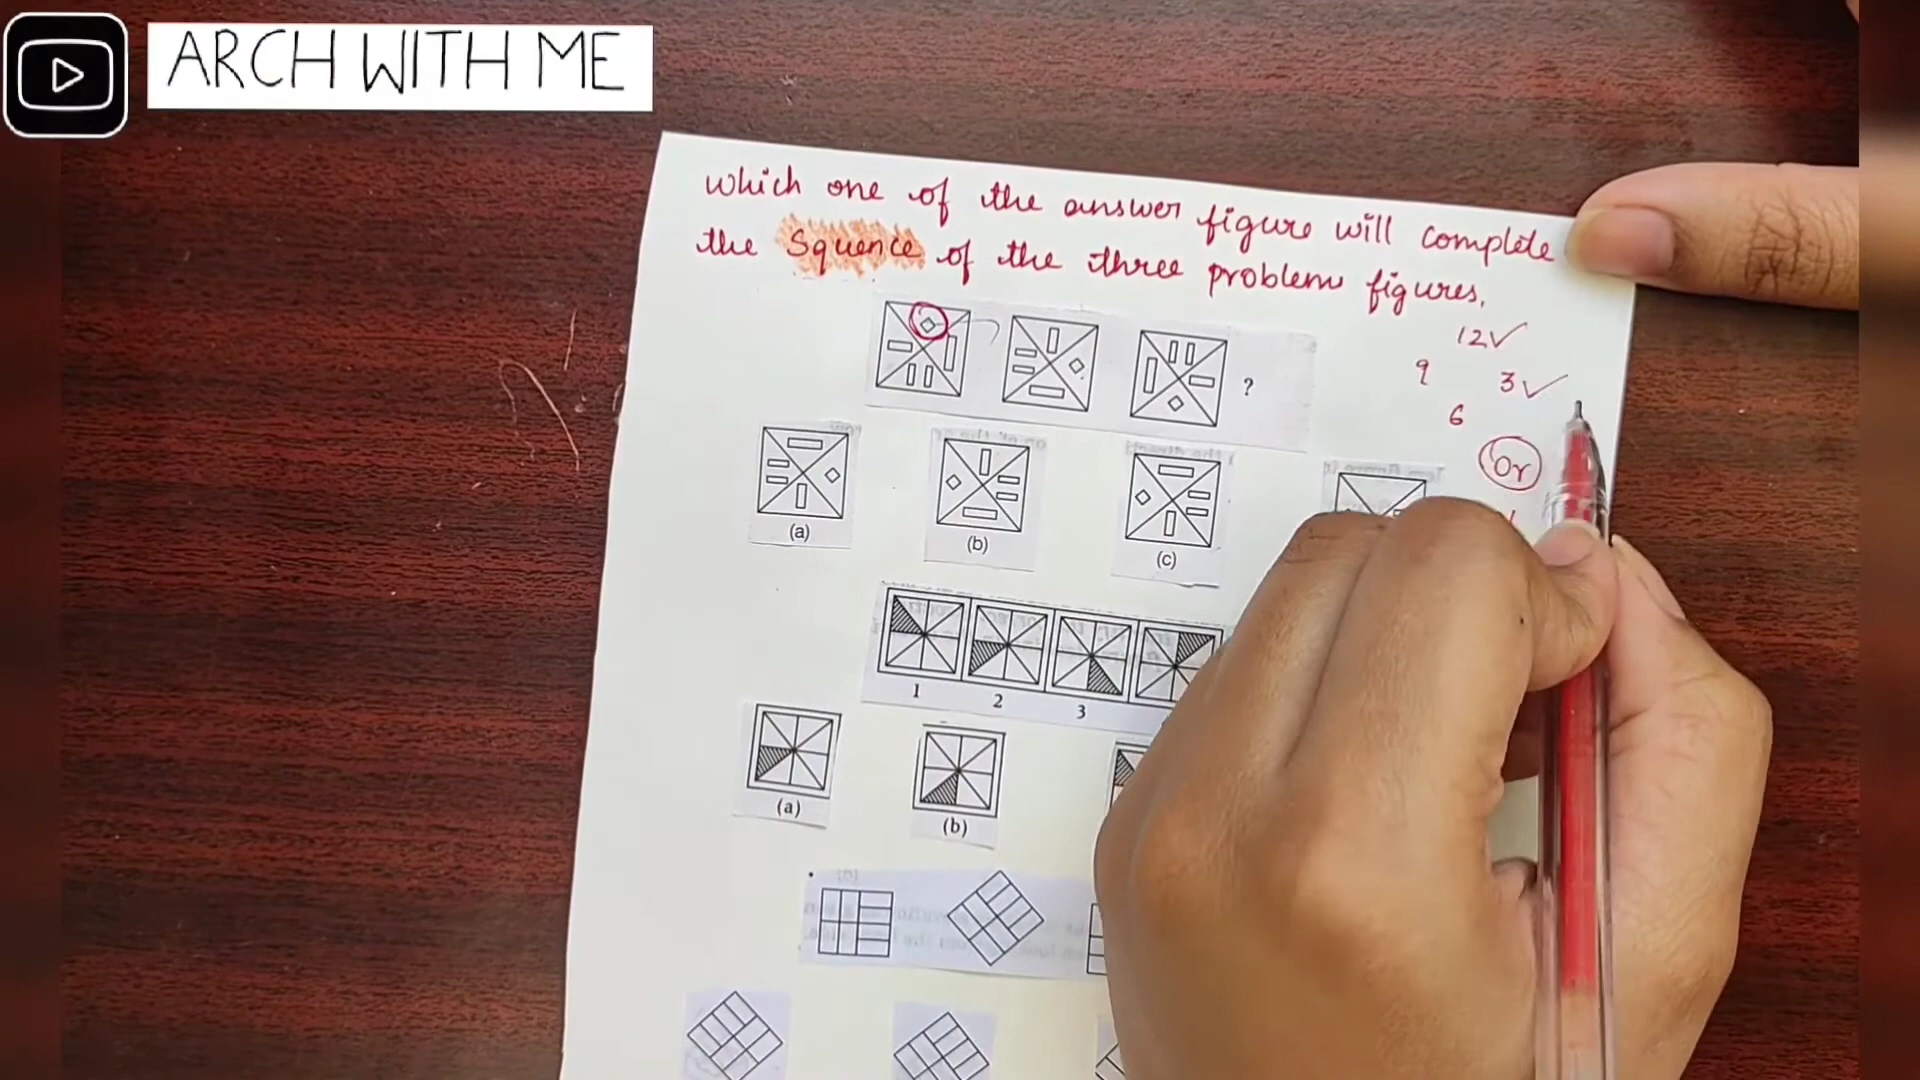 ARCH WITH ME
which one of the answer figure will complete
the Squence of the three problem figures.
12
9 3
6
?
Or
(a) (b) (c)
1 2 3
(a) (b)